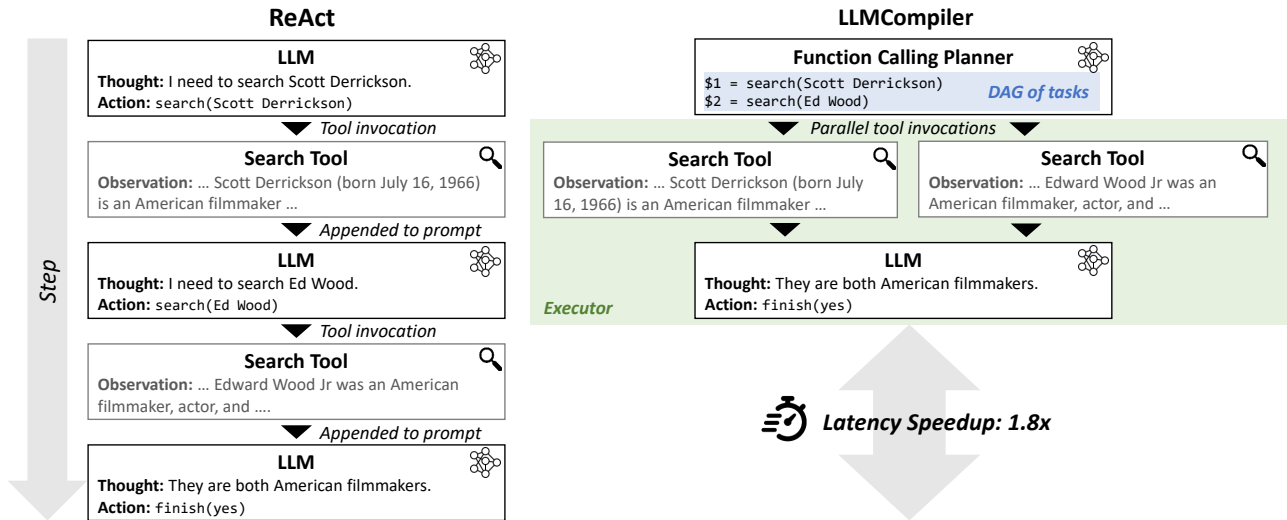 ReAct
Step
LLM
Thought: I need to search Scott Derrickson.
Action: search(Scott Derrickson)
Tool invocation
Search Tool
Observation: ... Scott Derrickson (born July 16, 1966)
is an American filmmaker ...
Appended to prompt
LLM
Thought: I need to search Ed Wood.
Action: search(Ed Wood)
Tool invocation
Search Tool
Observation: ... Edward Wood Jr was an American
filmmaker, actor, and ....
Appended to prompt
LLM
Thought: They are both American filmmakers.
Action: finish(yes)
LLMCompiler
Function Calling Planner
$1 = search(Scott Derrickson)
$2 = search(Ed Wood)
DAG of tasks
Parallel tool invocations
Search Tool
Observation: ... Scott Derrickson (born July
16, 1966) is an American filmmaker ...
Search Tool
Observation: ... Edward Wood Jr was an
American filmmaker, actor, and ...
LLM
Thought: They are both American filmmakers.
Action: finish(yes)
Executor
Latency Speedup: 1.8x